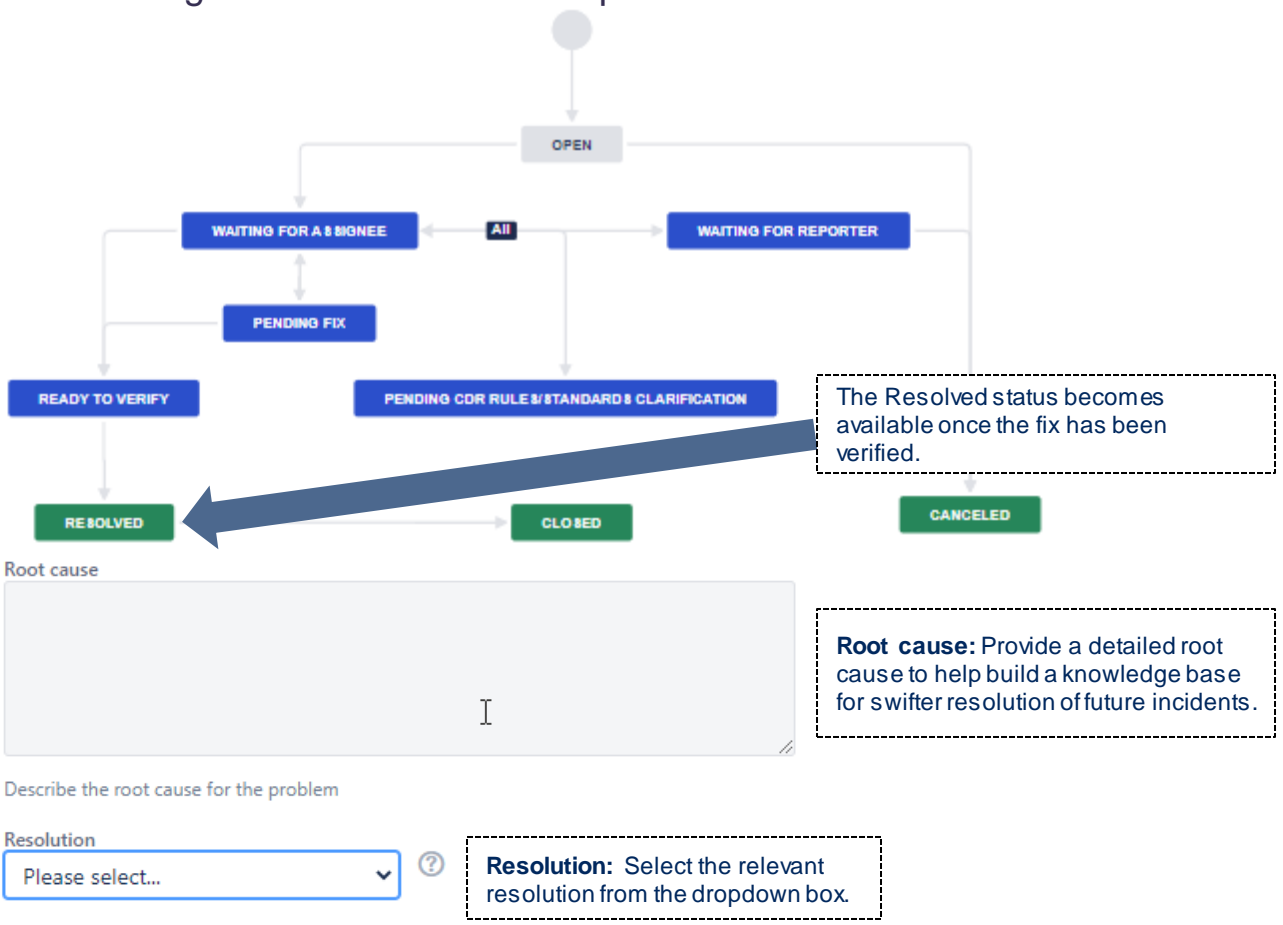 OPEN
WAITING FOR ASSIGNEE
All
WAITING FOR REPORTER
PENDING FIX
READY TO VERIFY
PENDING CDR RULES/STANDARDS CLARIFICATION
The Resolved status becomes
available once the fix has been
verified.
RESOLVED
CLOSED
CANCELED
Root cause
Root cause: Provide a detailed root
cause to help build a knowledge base
for swifter resolution of future incidents.
Describe the root cause for the problem
Resolution
Please select...
?
Resolution: Select the relevant
resolution from the dropdown box.